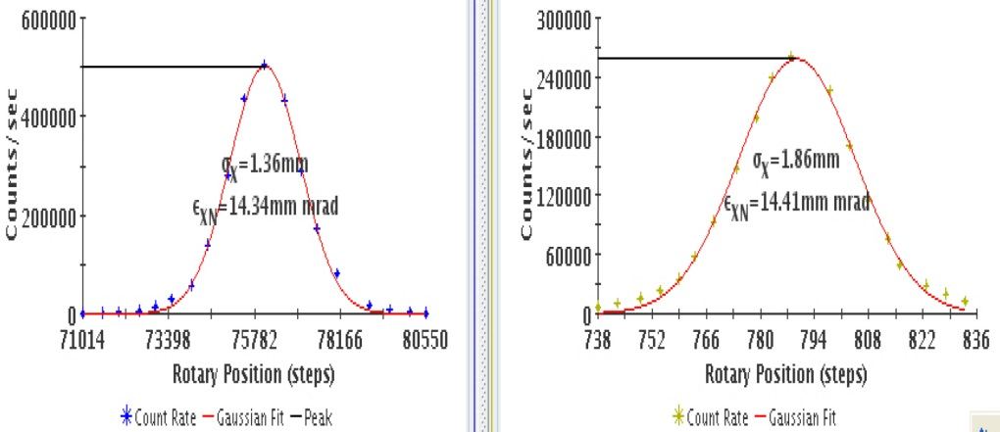 600000
400000
200000
0
Counts/sec
σX=1.36mm
εXN=14.34mm mrad
71014 73398 75782 78166 80550
Rotary Position (steps)
Count Rate Gaussian Fit Peak
300000
240000
180000
120000
60000
0
Counts/sec
σX=1.86mm
εXN=14.41mm mrad
738 752 766 780 794 808 822 836
Rotary Position (steps)
Count Rate Gaussian Fit